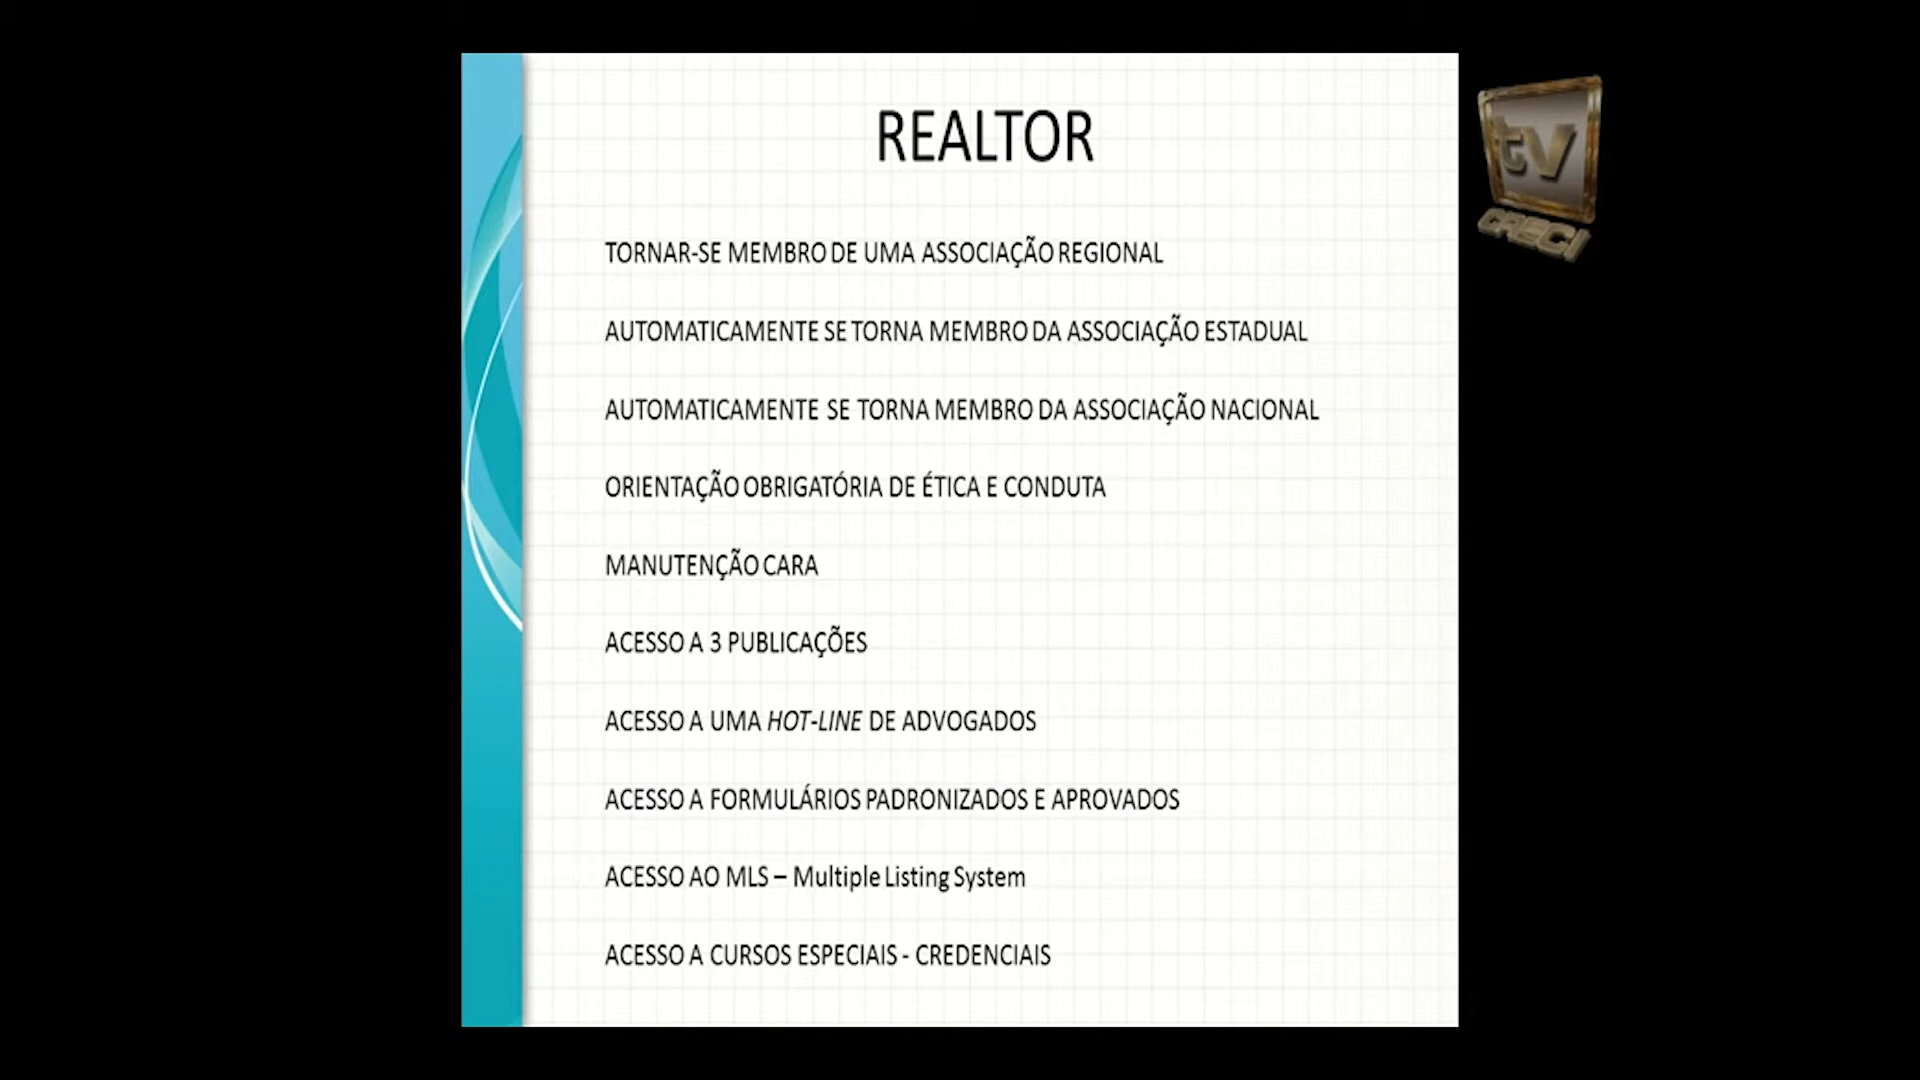 REALTOR
tv
CRECI
TORNAR-SE MEMBRO DE UMA ASSOCIAÇÃO REGIONAL
AUTOMATICAMENTE SE TORNA MEMBRO DA ASSOCIAÇÃO ESTADUAL
AUTOMATICAMENTE SE TORNA MEMBRO DA ASSOCIAÇÃO NACIONAL
ORIENTAÇÃO OBRIGATÓRIA DE ÉTICA E CONDUTA
MANUTENÇÃO CARA
ACESSO A 3 PUBLICAÇÕES
ACESSO A UMA HOT-LINE DE ADVOGADOS
ACESSO A FORMULÁRIOS PADRONIZADOS E APROVADOS
ACESSO AO MLS – Multiple Listing System
ACESSO A CURSOS ESPECIAIS - CREDENCIAIS